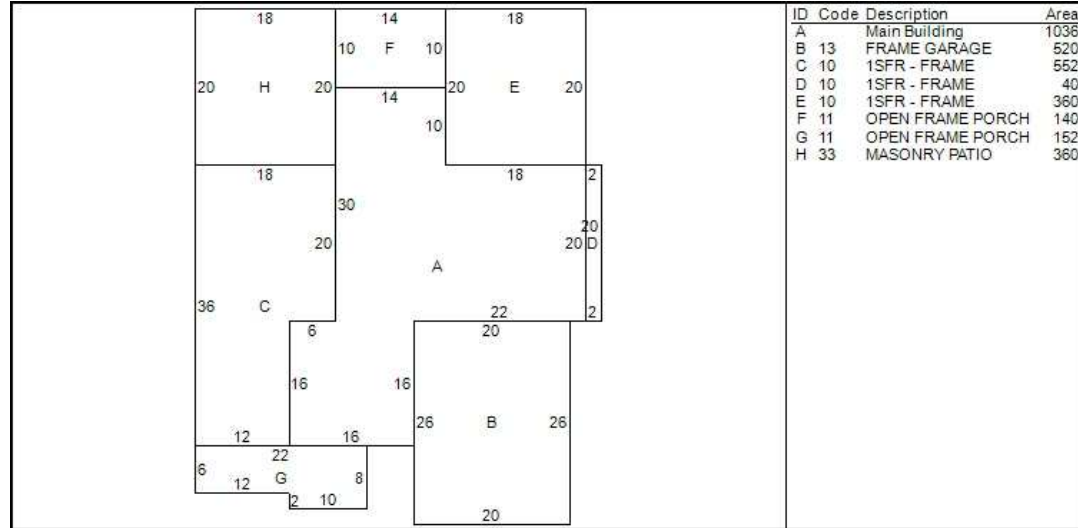 18 14 18
10 F 10
20 H 20 20 E 20
14
10
18 18 2
30
20
20 20 D
A
36 C
22 2
6 20
16 16
26 B 26
12 16
22
6 G 8
12
2 10
20
ID Code Description Area
A Main Building 1036
B 13 FRAME GARAGE 520
C 10 1SFR - FRAME 552
D 10 1SFR - FRAME 40
E 10 1SFR - FRAME 360
F 11 OPEN FRAME PORCH 140
G 11 OPEN FRAME PORCH 152
H 33 MASONRY PATIO 360